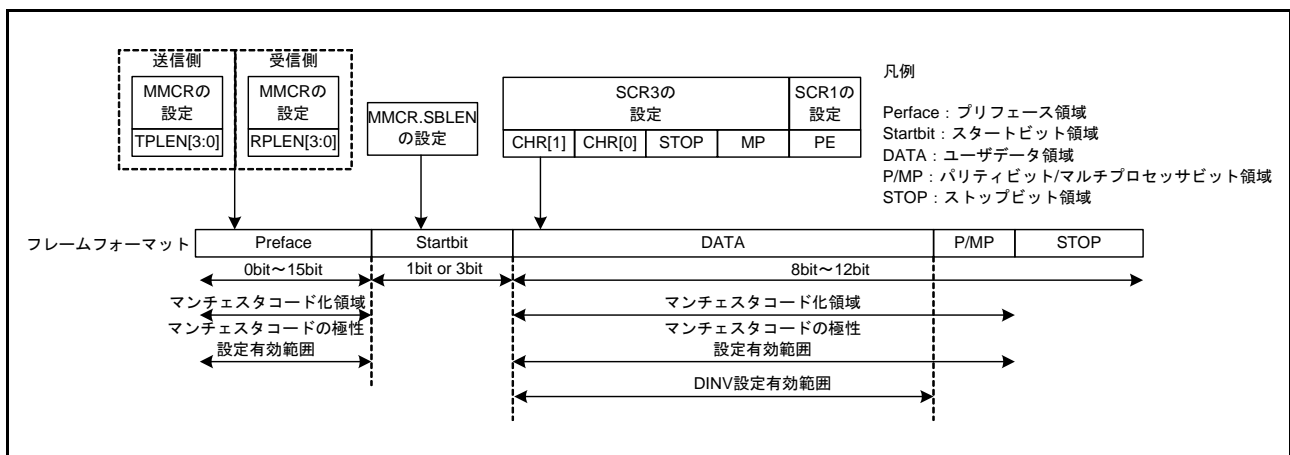 送信側
受信側
MMCRの
設定
TPLEN[3:0]
MMCRの
設定
RPLEN[3:0]
MMCR.SBLEN
の設定
SCR3の
設定
SCR1の
設定
CHR[1]
CHR[0]
STOP
MP
PE
凡例
Perface：プリフェース領域
Startbit：スタートビット領域
DATA：ユーザデータ領域
P/MP：パリティビット/マルチプロセッサビット領域
STOP：ストップビット領域
フレームフォーマット
Preface
Startbit
DATA
P/MP
STOP
0bit～15bit
1bit or 3bit
8bit～12bit
マンチェスタコード化領域
マンチェスタコード化領域
マンチェスタコードの極性
設定有効範囲
マンチェスタコードの極性
設定有効範囲
DINV設定有効範囲